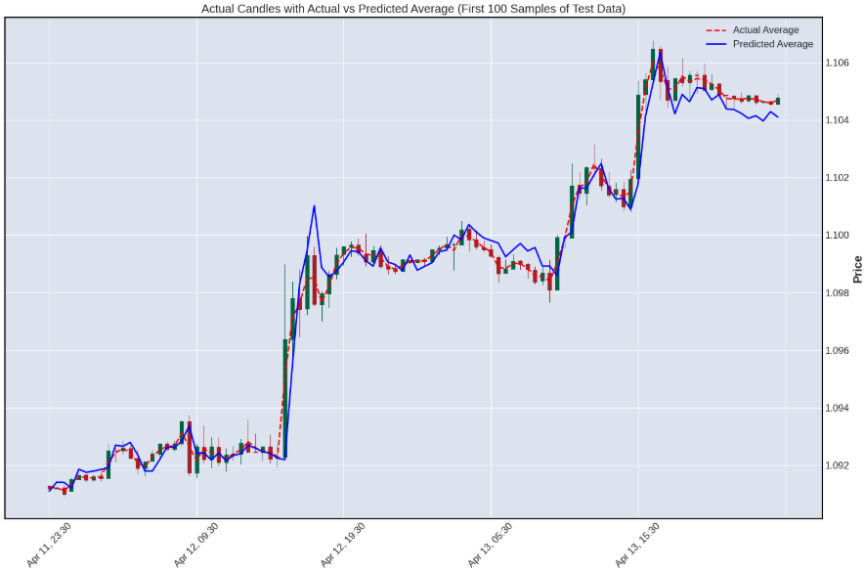 Actual Candles with Actual vs Predicted Average (First 100 Samples of Test Data)
Actual Average
Predicted Average
1.106
1.104
1.102
1.100
1.098
1.096
1.094
1.092
Price
Apr 11, 23:30
Apr 12, 09:30
Apr 12, 19:30
Apr 13, 05:30
Apr 13, 15:30